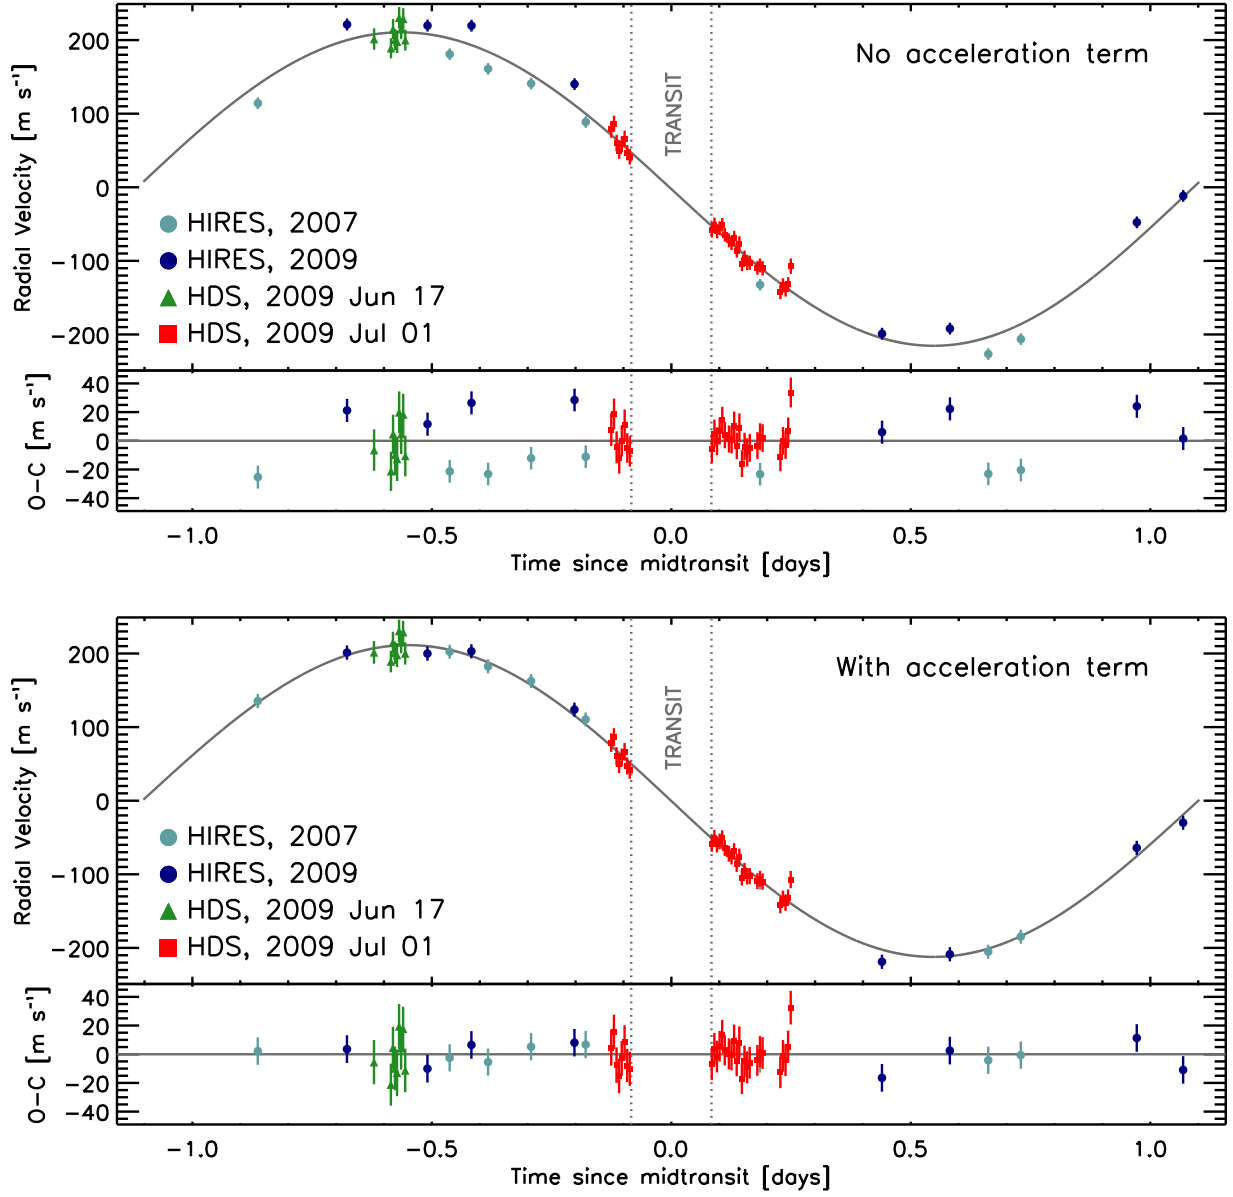 No acceleration term
Radial Velocity [m s⁻¹]
200
100
0
−100
−200
TRANSIT
HIRES, 2007
HIRES, 2009
HDS, 2009 Jun 17
HDS, 2009 Jul 01
O−C [m s⁻¹]
40
20
0
−20
−40
−1.0 −0.5 0.0 0.5 1.0
Time since midtransit [days]
With acceleration term
Radial Velocity [m s⁻¹]
200
100
0
−100
−200
TRANSIT
HIRES, 2007
HIRES, 2009
HDS, 2009 Jun 17
HDS, 2009 Jul 01
O−C [m s⁻¹]
40
20
0
−20
−40
−1.0 −0.5 0.0 0.5 1.0
Time since midtransit [days]